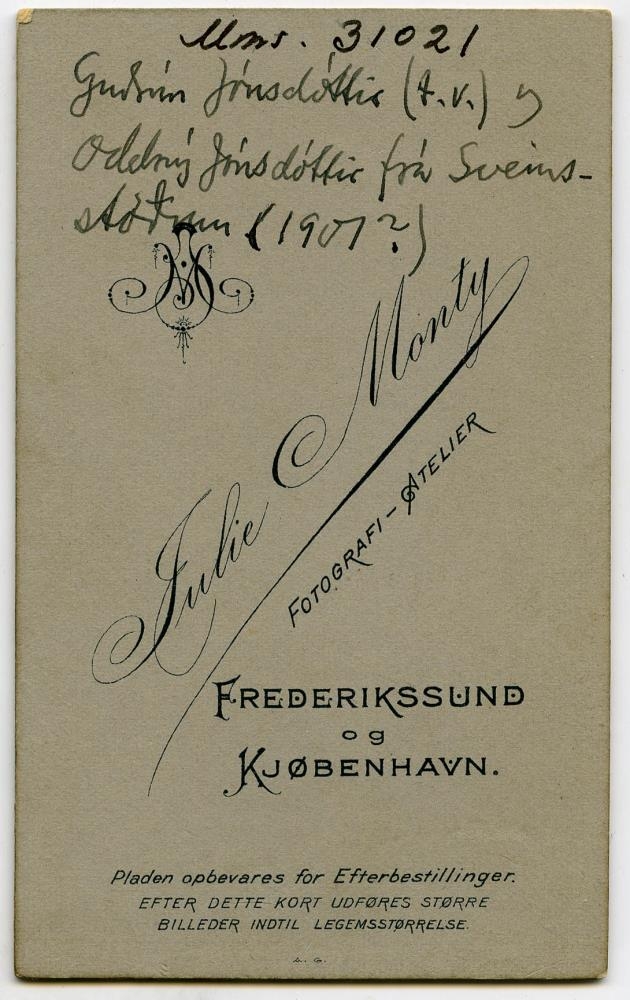 Mms. 31021
Guðrún Jónsdóttir (t.v.) og
Oddný Jónsdóttir frá Sveins-
stöðum (1901?)
Julie Monty
FOTOGRAFI-ATELIER
FREDERIKSSUND
og
KJØBENHAVN.
Pladen opbevares for Efterbestillinger.
EFTER DETTE KORT UDFØRES STØRRE
BILLEDER INDTIL LEGEMSSTØRRELSE.
A. G.